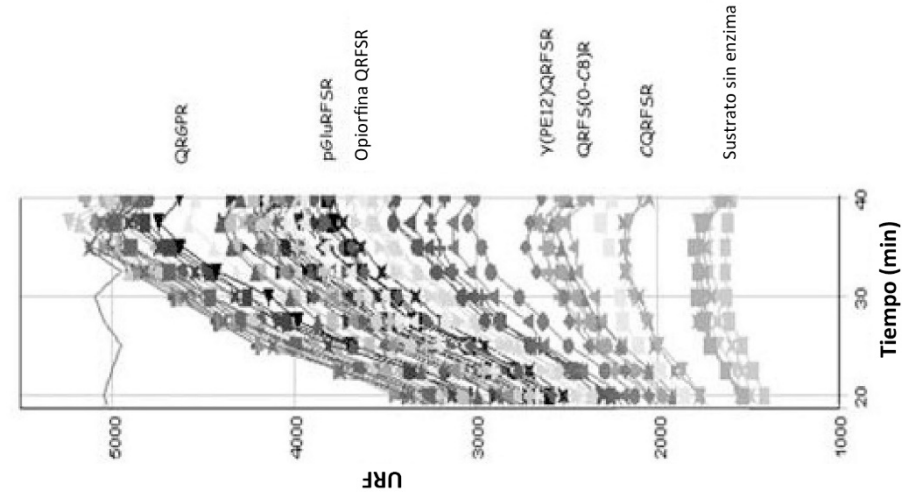 QRGPR
pGluRFSR
Opiorfina QRFSR
Y(PE12)QRFSR
QRFS(O-C8)R
CQRFSR
Sustrato sin enzima
URF
5000
4000
3000
2000
1000
20
30
40
Tiempo (min)